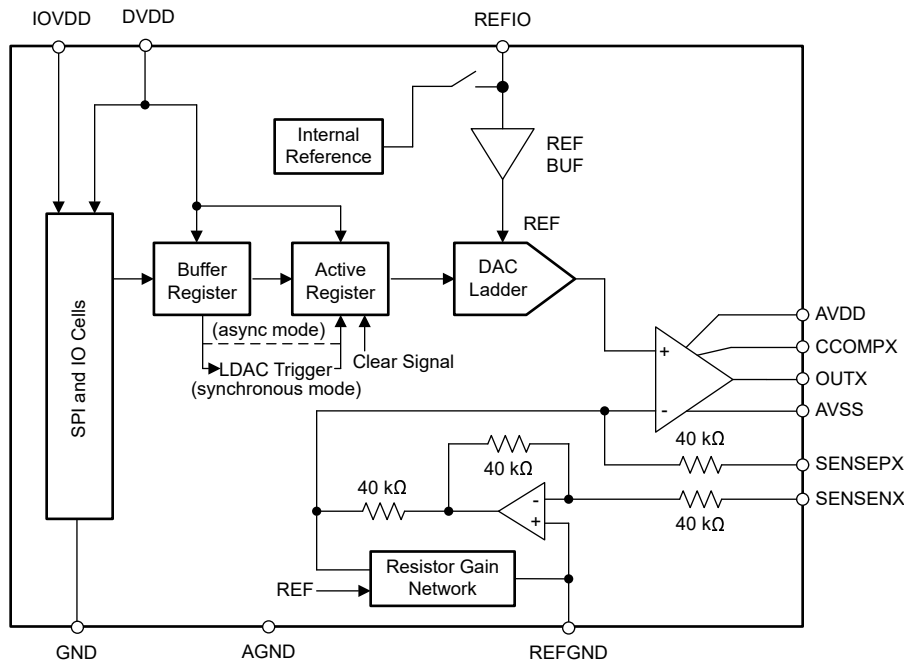 IOVDD
DVDD
REFIO
Internal
Reference
REF
BUF
REF
SPI and IO Cells
Buffer
Register
Active
Register
DAC
Ladder
(async mode)
LDAC Trigger
(synchronous mode)
Clear Signal
+
-
AVDD
CCOMPX
OUTX
AVSS
40 kΩ
SENSEPX
40 kΩ
40 kΩ
-
+
SENSENX
40 kΩ
REF
Resistor Gain
Network
GND
AGND
REFGND